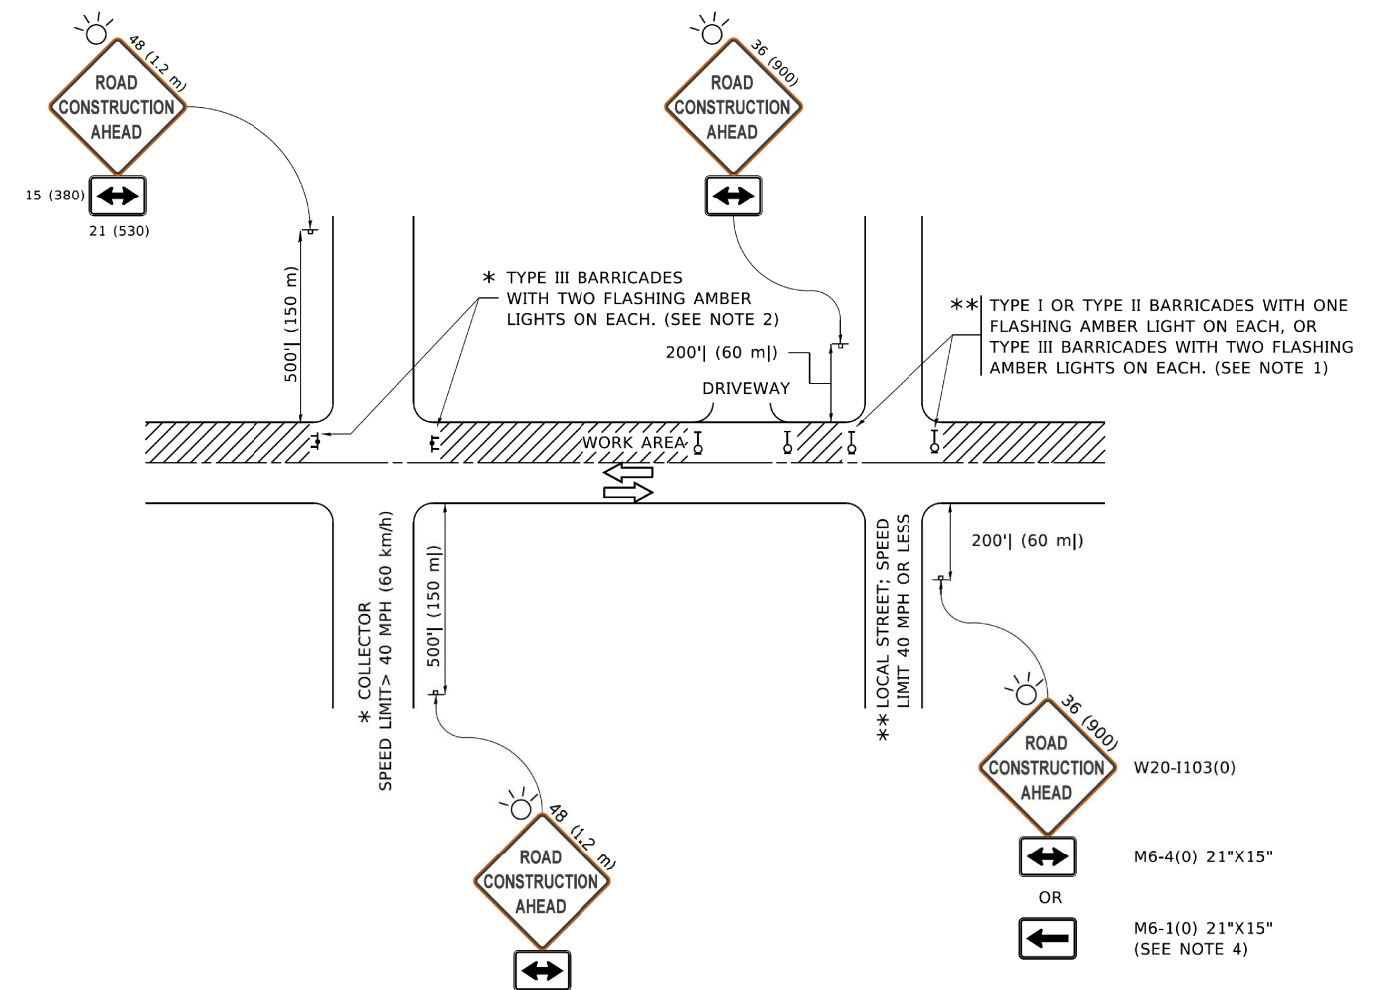 48 (1.2 m)
ROAD
CONSTRUCTION
AHEAD
15 (380)
21 (530)
36 (900)
ROAD
CONSTRUCTION
AHEAD
500'| (150 m)
* TYPE III BARRICADES
WITH TWO FLASHING AMBER
LIGHTS ON EACH. (SEE NOTE 2)
200'| (60 m|)
DRIVEWAY
** TYPE I OR TYPE II BARRICADES WITH ONE
FLASHING AMBER LIGHT ON EACH, OR
TYPE III BARRICADES WITH TWO FLASHING
AMBER LIGHTS ON EACH. (SEE NOTE 1)
WORK AREA
* COLLECTOR
SPEED LIMIT> 40 MPH (60 km/h)
500'| (150 m|)
** LOCAL STREET; SPEED
LIMIT 40 MPH OR LESS
200'| (60 m|)
48 (1.2 m)
ROAD
CONSTRUCTION
AHEAD
36 (900)
ROAD
CONSTRUCTION
AHEAD
W20-I103(0)
M6-4(0) 21"X15"
OR
M6-1(0) 21"X15"
(SEE NOTE 4)